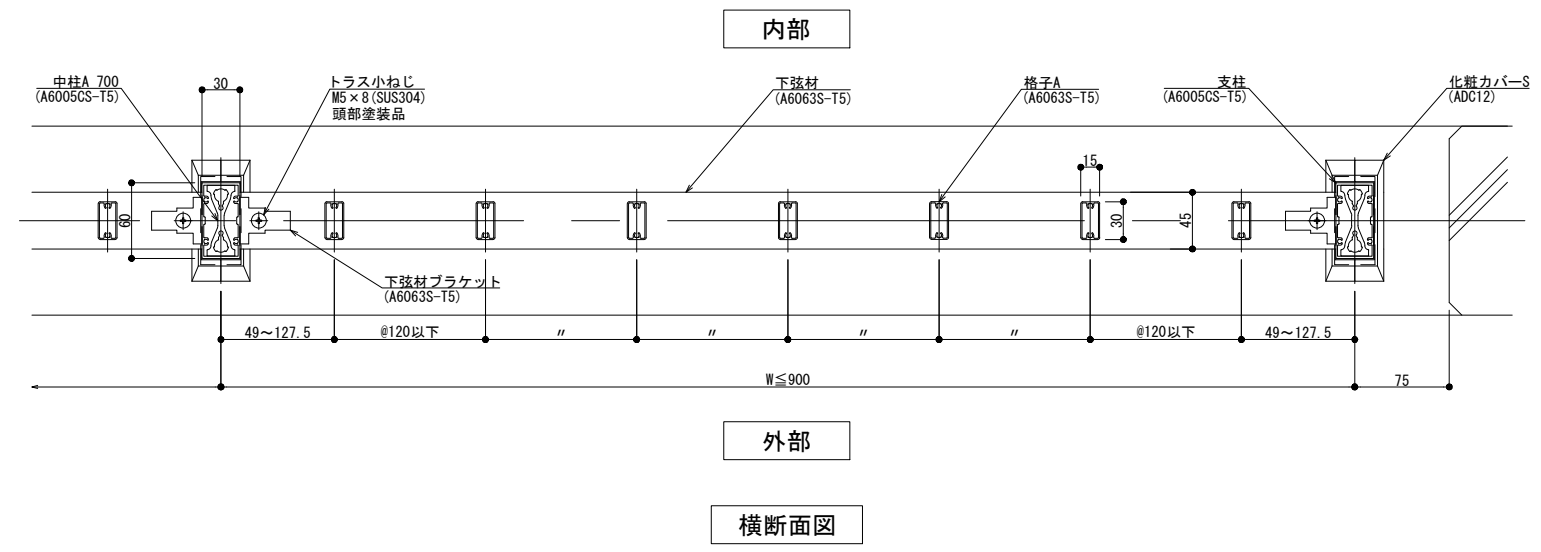 内部
中柱A 700
(A6005CS-T5)
30
トラス小ねじ
M5×8(SUS304)
頭部塗装品
下弦材
(A6063S-T5)
格子A
(A6063S-T5)
支柱
(A6005CS-T5)
化粧カバーS
(ADC12)
15
60
30
45
下弦材ブラケット
(A6063S-T5)
49～127.5
@120以下
〃
〃
〃
〃
@120以下
49～127.5
W≦900
75
外部
横断面図